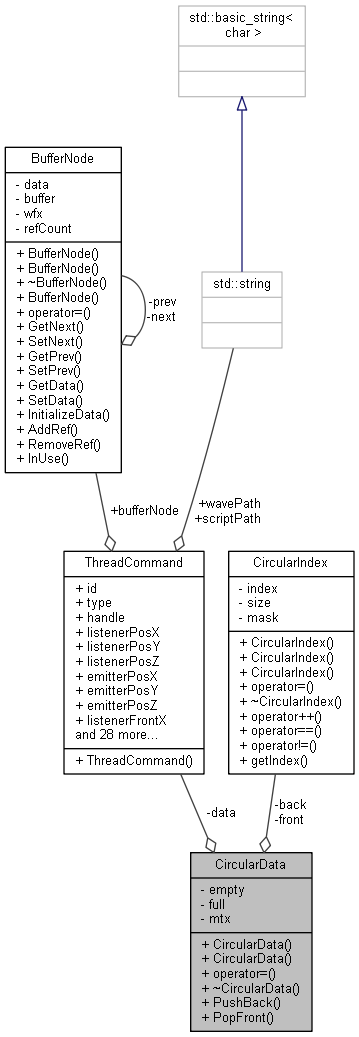 std::basic_string<
char >
BufferNode
- data
- buffer
- wfx
- refCount
+ BufferNode()
+ BufferNode()
+ ~BufferNode()
+ BufferNode()
+ operator=()
+ GetNext()
+ SetNext()
+ GetPrev()
+ SetPrev()
+ GetData()
+ SetData()
+ InitializeData()
+ AddRef()
+ RemoveRef()
+ InUse()
-prev
-next
std::string
+bufferNode
+wavePath
+scriptPath
ThreadCommand
+ id
+ type
+ handle
+ listenerPosX
+ listenerPosY
+ listenerPosZ
+ emitterPosX
+ emitterPosY
+ emitterPosZ
+ listenerFrontX
and 28 more...
+ ThreadCommand()
CircularIndex
- index
- size
- mask
+ CircularIndex()
+ CircularIndex()
+ CircularIndex()
+ operator=()
+ ~CircularIndex()
+ operator++()
+ operator==()
+ operator!=()
+ getIndex()
-data
-back
-front
CircularData
- empty
- full
- mtx
+ CircularData()
+ CircularData()
+ operator=()
+ ~CircularData()
+ PushBack()
+ PopFront()